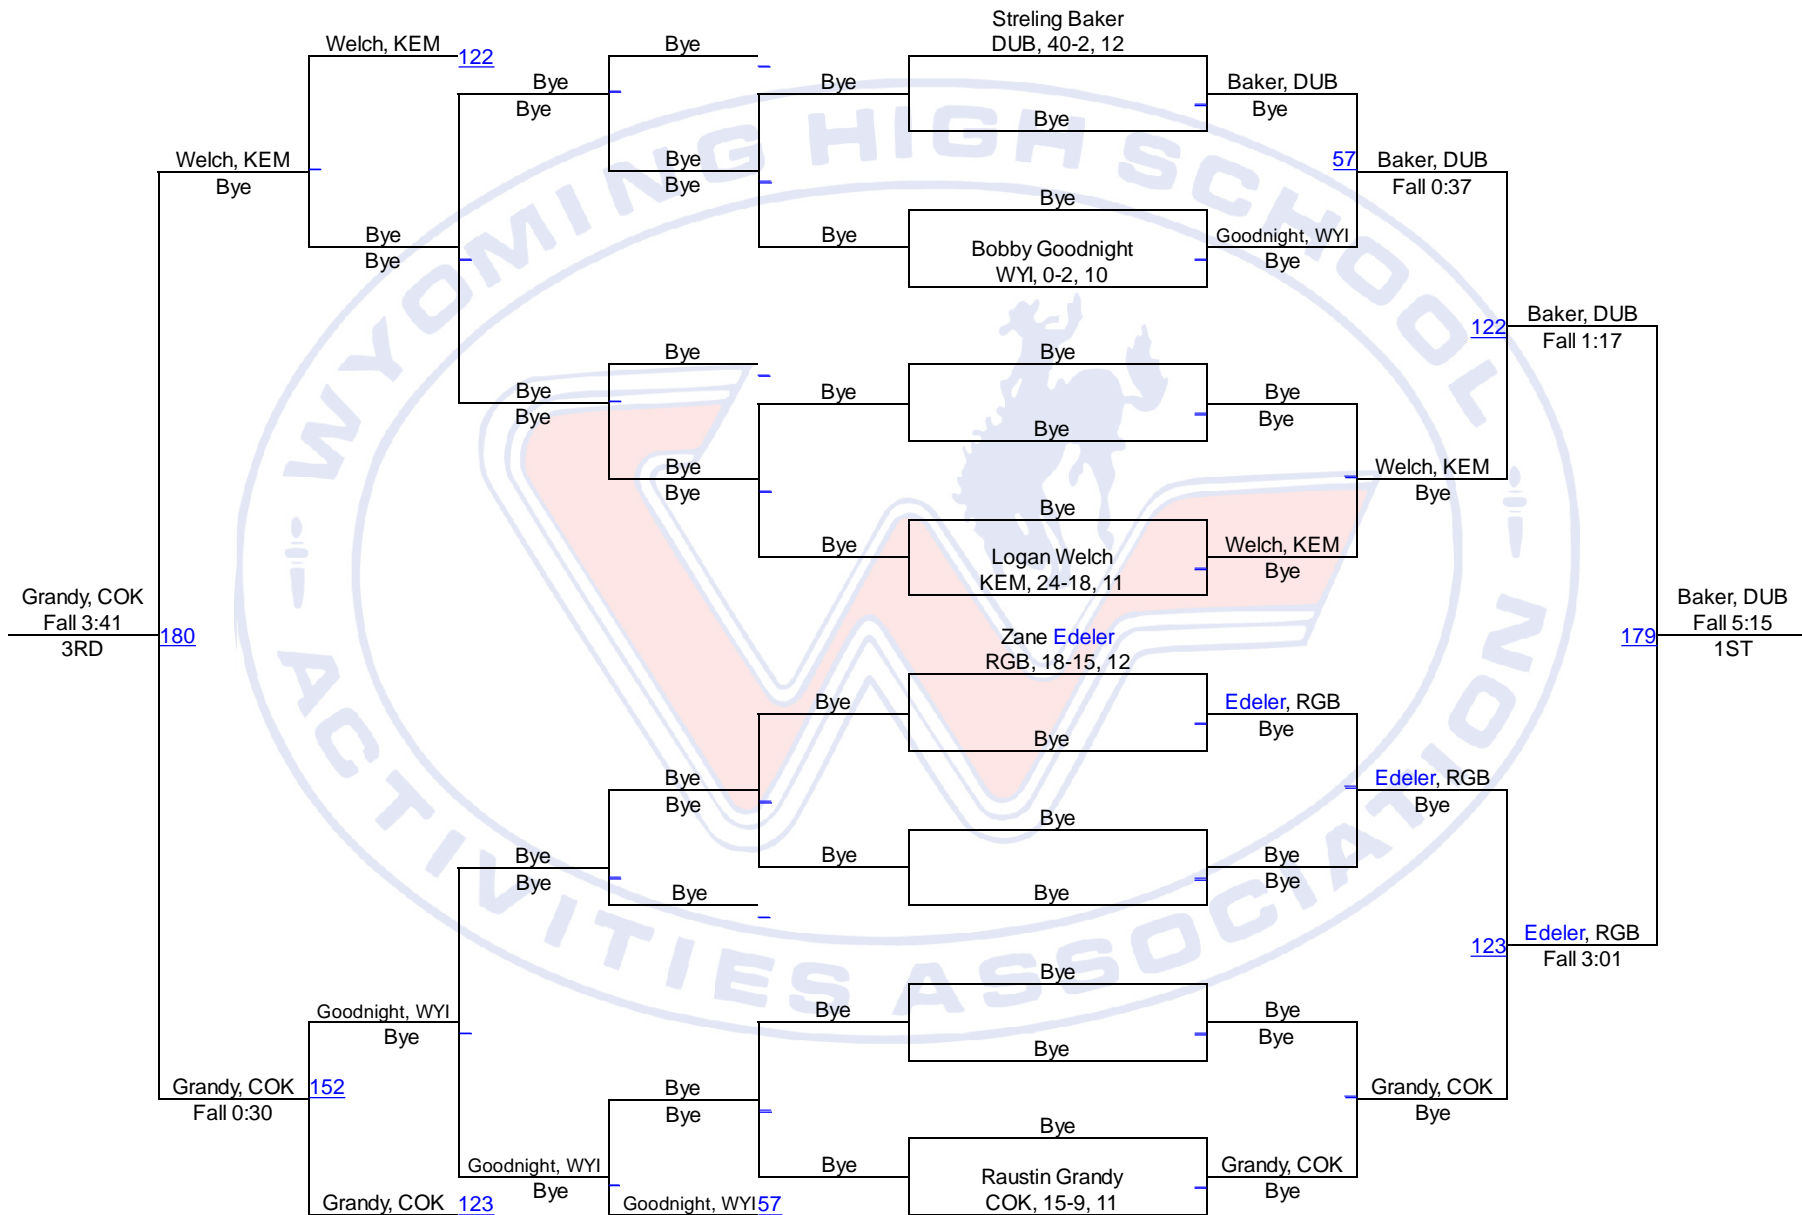 Streling Baker
DUB, 40-2, 12
Welch, KEM
122
Bye
Bye
Bye
Bye
Bye
Baker, DUB
Bye
Bye
57
Baker, DUB
Fall 0:37
Welch, KEM
Bye
Bye
Bye
Bye
Bye
Bye
Bye
Bobby Goodnight
WYI, 0-2, 10
Goodnight, WYI
Bye
122
Baker, DUB
Fall 1:17
Bye
Bye
Bye
Bye
Bye
Bye
Bye
Bye
Bye
Bye
Bye
Welch, KEM
Bye
Bye
Bye
Logan Welch
KEM, 24-18, 11
Welch, KEM
Bye
Grandy, COK
Fall 3:41
3RD
180
Baker, DUB
Fall 5:15
1ST
179
Zane Edeler
RGB, 18-15, 12
Bye
Edeler, RGB
Bye
Bye
Bye
Bye
Edeler, RGB
Bye
Bye
Bye
Bye
Bye
Bye
Bye
Bye
Bye
Bye
123
Edeler, RGB
Fall 3:01
Bye
Goodnight, WYI
Bye
Bye
Bye
Bye
Bye
Grandy, COK
Fall 0:30
152
Bye
Bye
Grandy, COK
Bye
Bye
Goodnight, WYI
Bye
Bye
Raustin Grandy
COK, 15-9, 11
Grandy, COK
Bye
Grandy, COK
123
Goodnight, WYI
57
WYOMING HIGH SCHOOL
ACTIVITIES ASSOCIATION